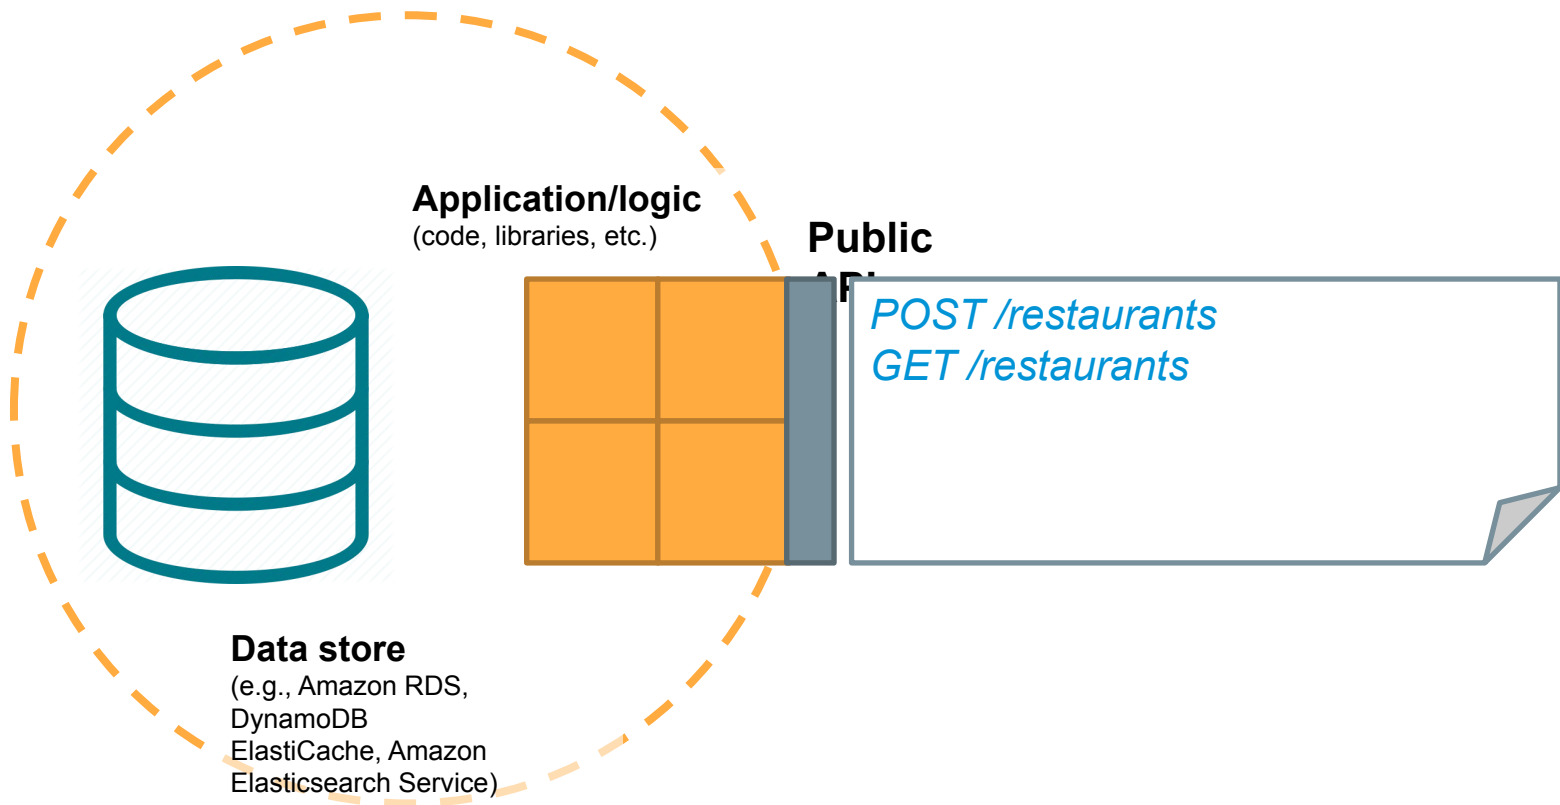 Application/logic
(code, libraries, etc.)
Public
API
POST /restaurants
GET /restaurants
Data store
(e.g., Amazon RDS,
DynamoDB
ElastiCache, Amazon
Elasticsearch Service)